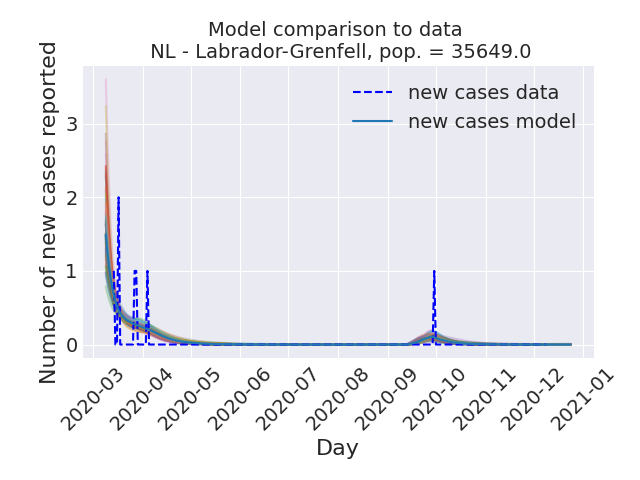 Model comparison to data
NL - Labrador-Grenfell, pop. = 35649.0
Number of new cases reported
3
2
1
0
new cases data
new cases model
2020-03
2020-04
2020-05
2020-06
2020-07
2020-08
2020-09
2020-10
2020-11
2020-12
2021-01
Day